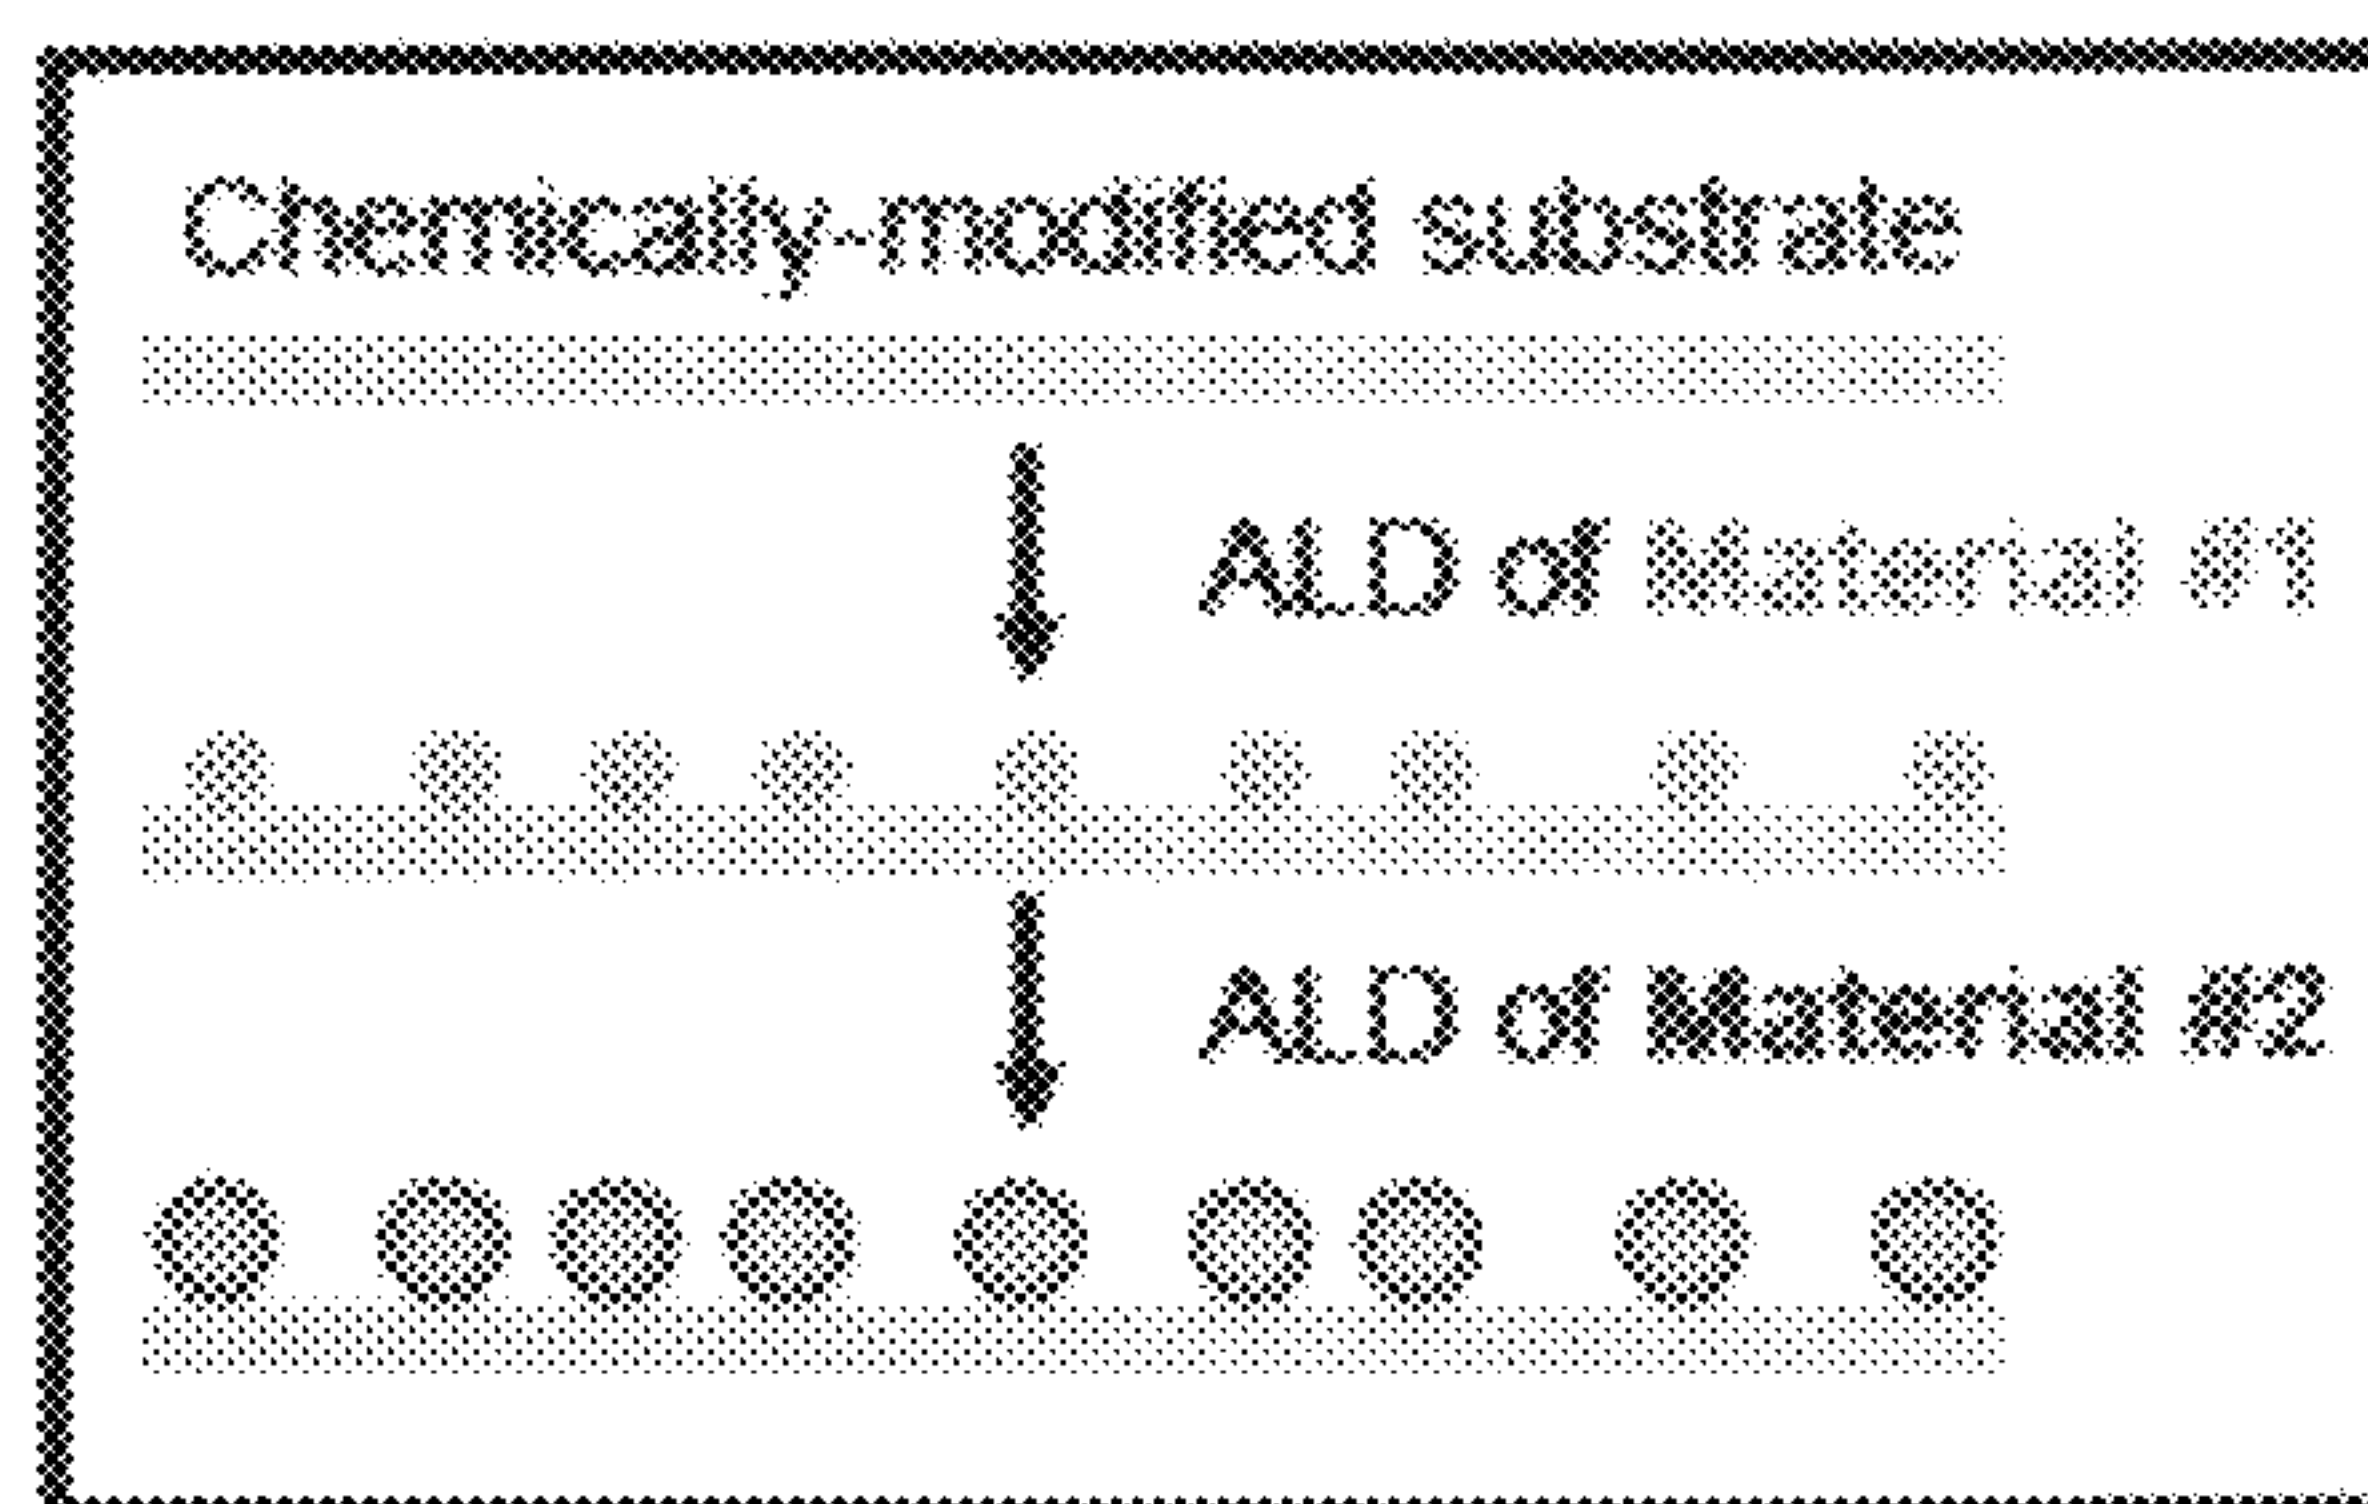 Chemically-modified substrate
ALD of Material #1
ALD of Material #2